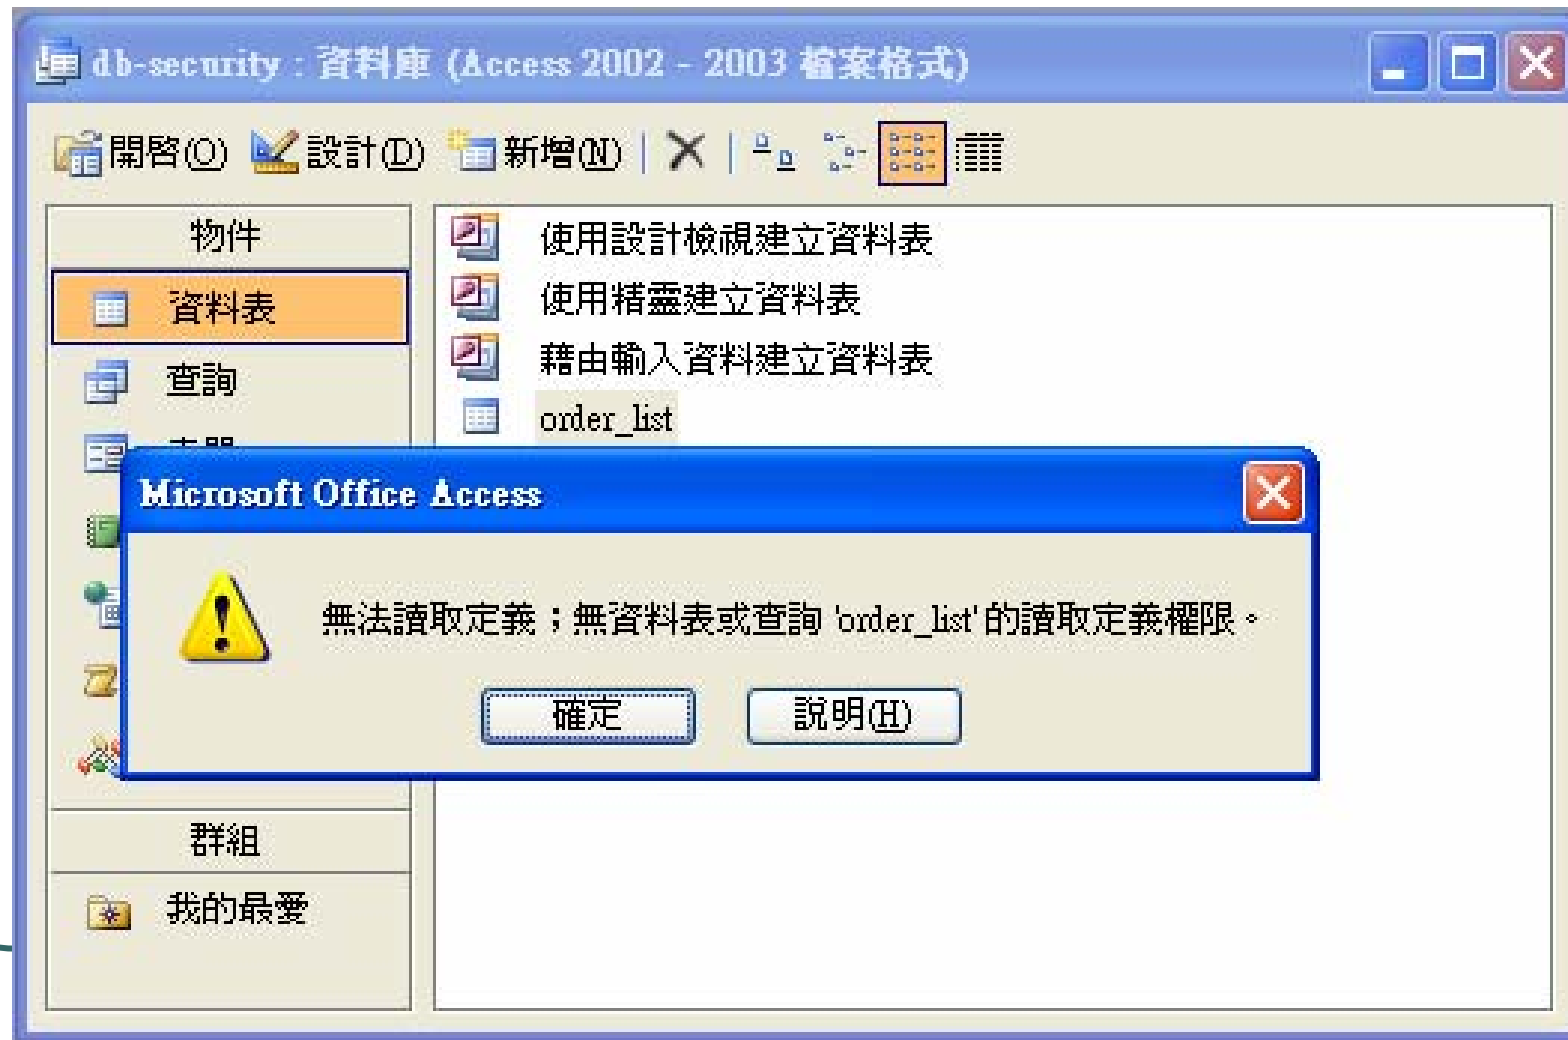 db-security : 資料庫 (Access 2002 - 2003 檔案格式)
開啓(O) 設計(D) 新增(N)
物件
資料表
查詢
使用設計檢視建立資料表
使用精靈建立資料表
藉由輸入資料建立資料表
order_list
Microsoft Office Access
無法讀取定義；無資料表或查詢 'order_list' 的讀取定義權限。
確定 説明(H)
群組
我的最愛